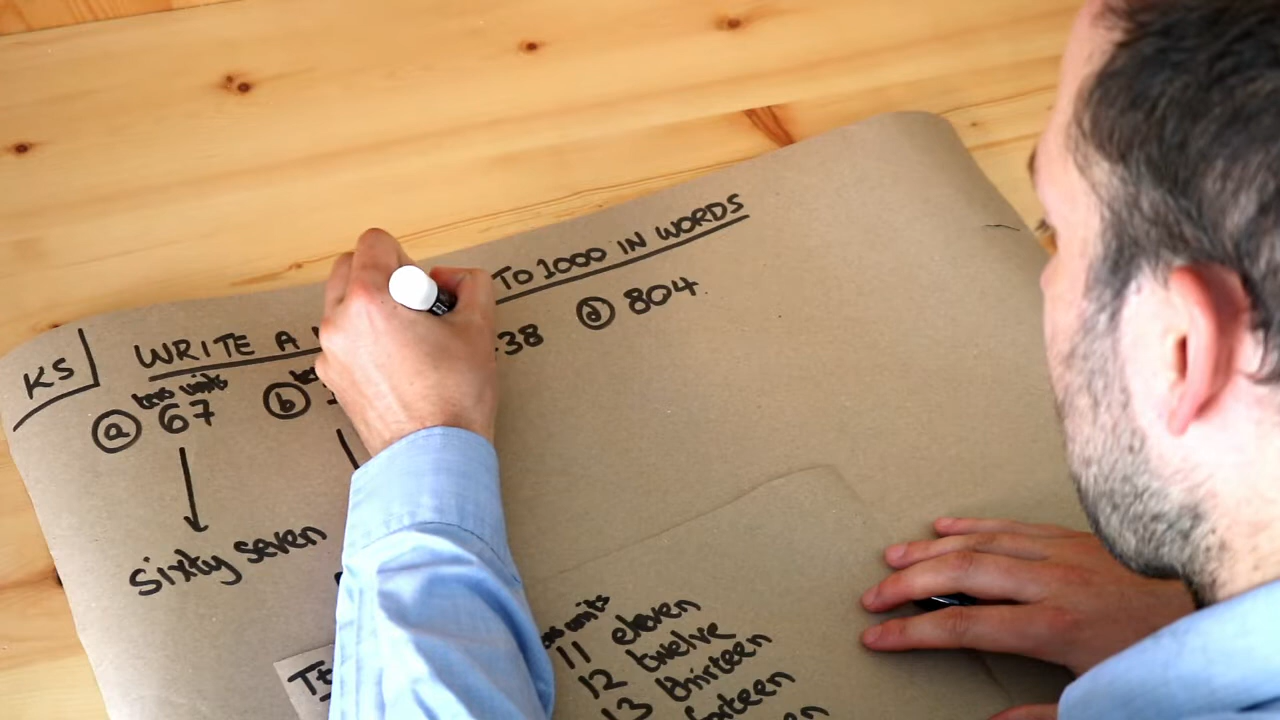 KS
WRITE A
TO 1000 IN WORDS
tens units
a 67
b
38
d 804
sixty seven
units
11 eleven
12 twelve
13 thirteen